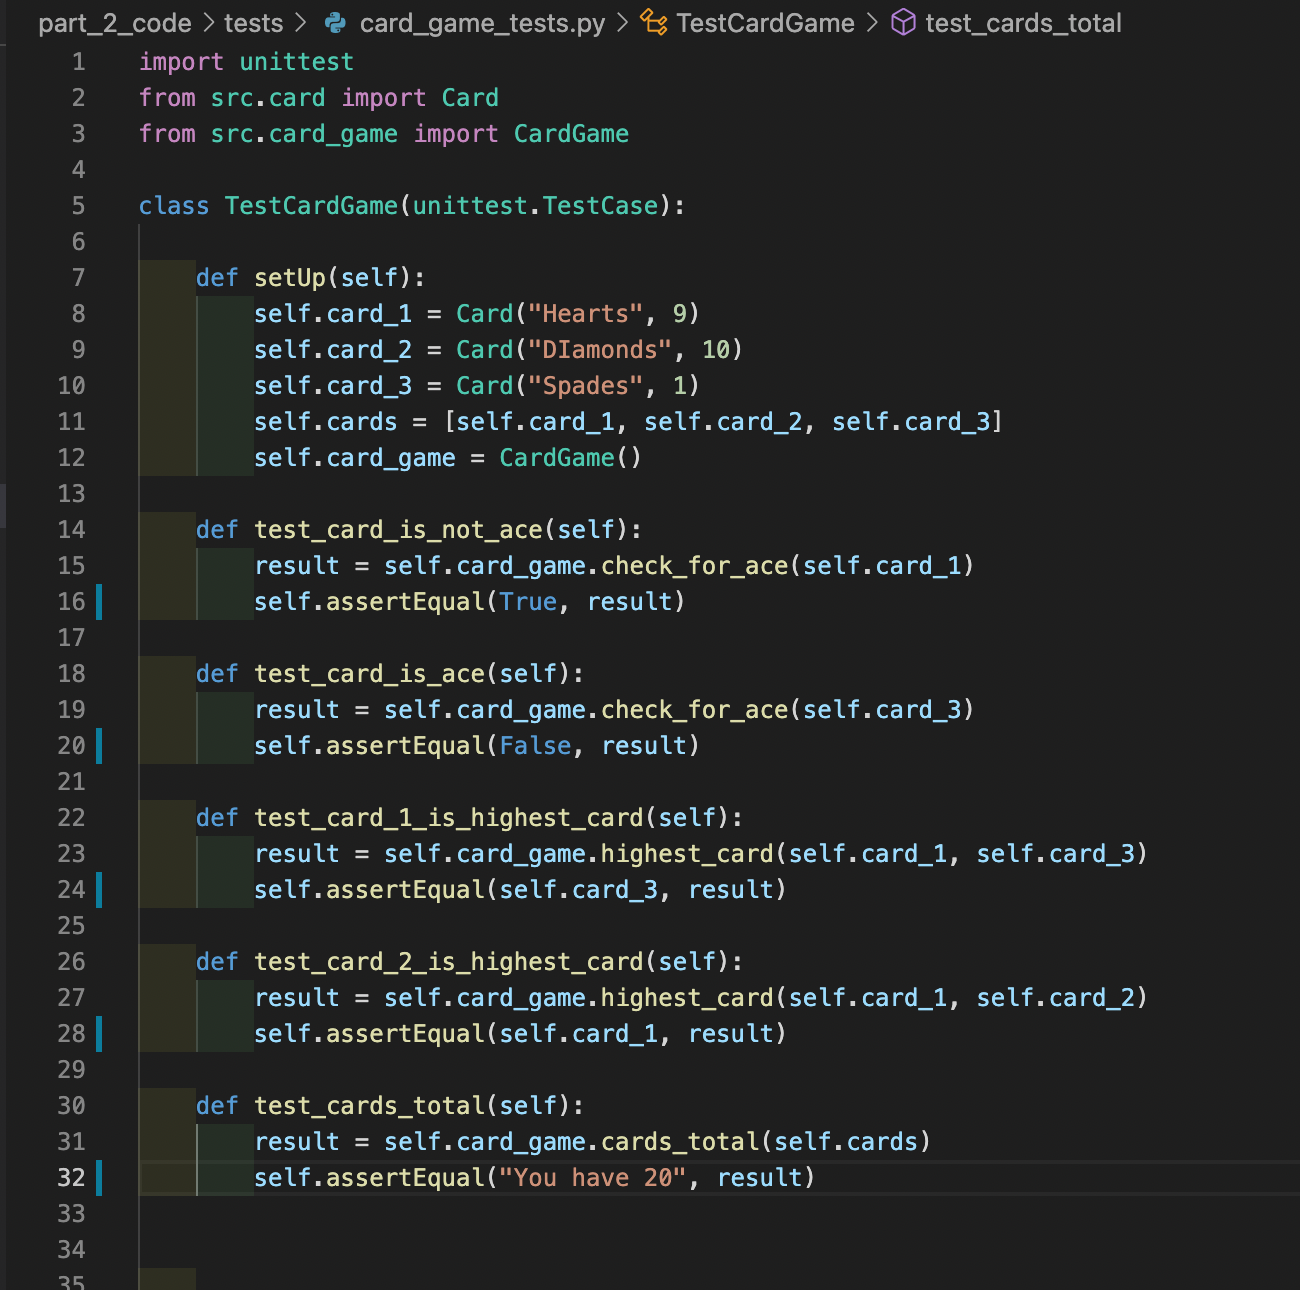 part_2_code > tests > card_game_tests.py > TestCardGame > test_cards_total
1 import unittest
2 from src.card import Card
3 from src.card_game import CardGame
4
5 class TestCardGame(unittest.TestCase):
6
7 def setUp(self):
8 self.card_1 = Card("Hearts", 9)
9 self.card_2 = Card("DIamonds", 10)
10 self.card_3 = Card("Spades", 1)
11 self.cards = [self.card_1, self.card_2, self.card_3]
12 self.card_game = CardGame()
13
14 def test_card_is_not_ace(self):
15 result = self.card_game.check_for_ace(self.card_1)
16 self.assertEqual(True, result)
17
18 def test_card_is_ace(self):
19 result = self.card_game.check_for_ace(self.card_3)
20 self.assertEqual(False, result)
21
22 def test_card_1_is_highest_card(self):
23 result = self.card_game.highest_card(self.card_1, self.card_3)
24 self.assertEqual(self.card_3, result)
25
26 def test_card_2_is_highest_card(self):
27 result = self.card_game.highest_card(self.card_1, self.card_2)
28 self.assertEqual(self.card_1, result)
29
30 def test_cards_total(self):
31 result = self.card_game.cards_total(self.cards)
32 self.assertEqual("You have 20", result)
33
34
35